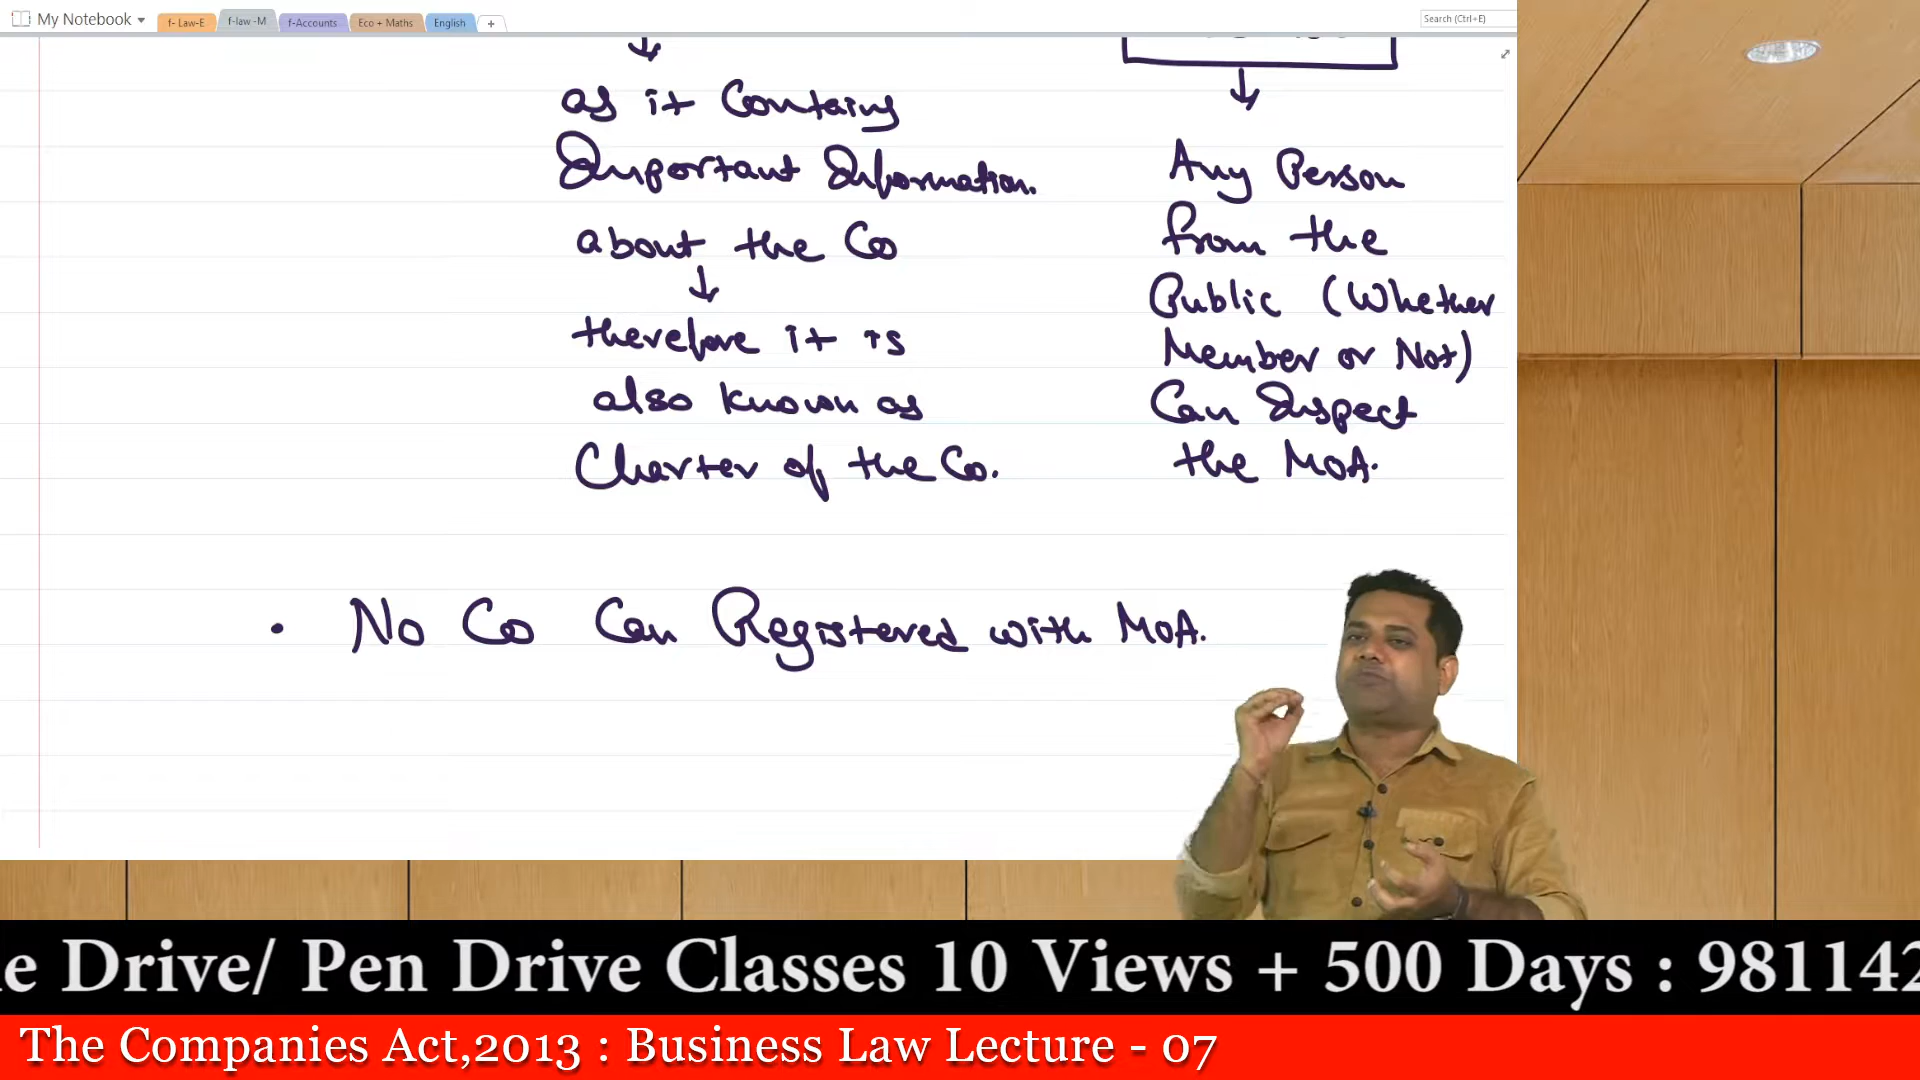 My Notebook
f- Law-E
f-law -M
f-Accounts
Eco + Maths
English
+
Search (Ctrl+E)
as it Contains
Important Information.
about the Co
therefore it is
also known as
Charter of the Co.
Any Person
from the
Public (Whether
Member or Not)
Can Inspect
the MOA.
• No Co Can Registered with MOA.
e Drive/ Pen Drive Classes 10 Views + 500 Days : 981142
The Companies Act,2013 : Business Law Lecture - 07